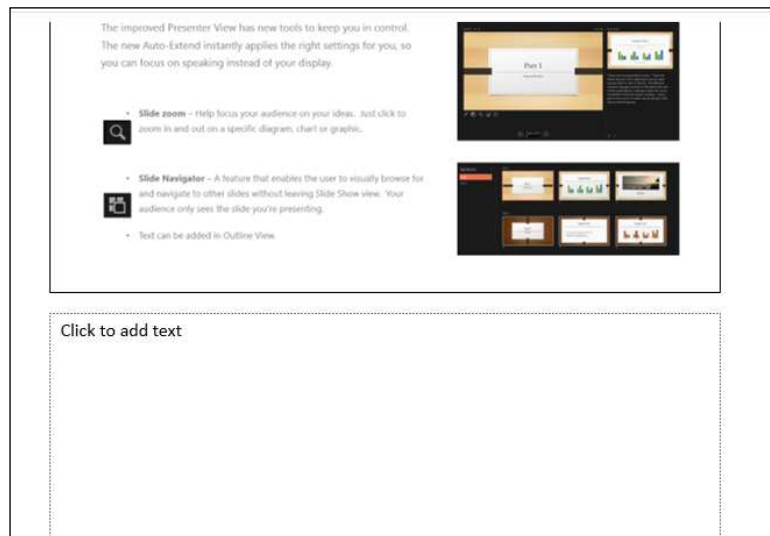 The improved Presenter View has new tools to keep you in control.
The new Auto-Extend instantly applies the right settings for you, so
you can focus on speaking instead of your display.
• Slide zoom – Help focus your audience on your ideas. Just click to
zoom in and out on a specific diagram, chart or graphic.
• Slide Navigator – A feature that enables the user to visually browse for
and navigate to other slides without leaving Slide Show view. Your
audience only sees the slide you're presenting.
• Text can be added in Outline View.
Part 1
Click to add text